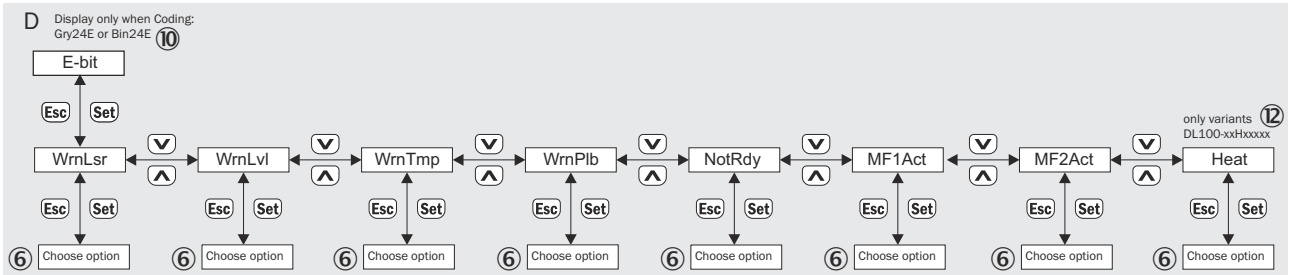 D
Display only when Coding:
Gry24E or Bin24E ⑩
E-bit
Esc Set
only variants ⑫
DL100-xxHxxxxx
WrnLsr WrnLvl WrnTmp WrnPlb NotRdy MF1Act MF2Act Heat
Esc Set Esc Set Esc Set Esc Set Esc Set Esc Set Esc Set Esc Set
⑥ Choose option ⑥ Choose option ⑥ Choose option ⑥ Choose option ⑥ Choose option ⑥ Choose option ⑥ Choose option ⑥ Choose option